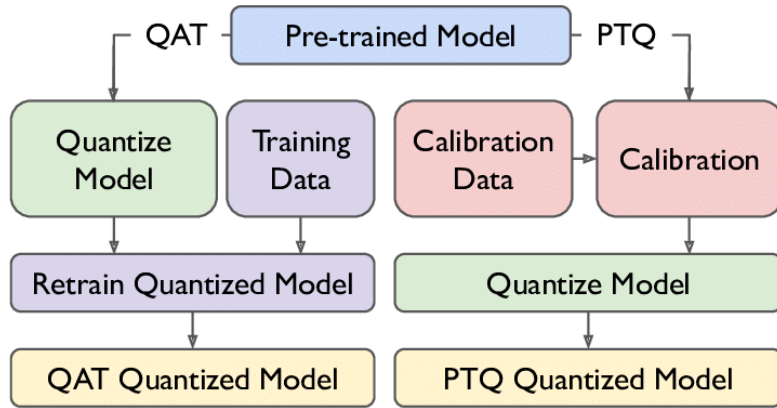 QAT
Pre-trained Model
PTQ
Quantize
Model
Training
Data
Calibration
Data
Calibration
Retrain Quantized Model
Quantize Model
QAT Quantized Model
PTQ Quantized Model